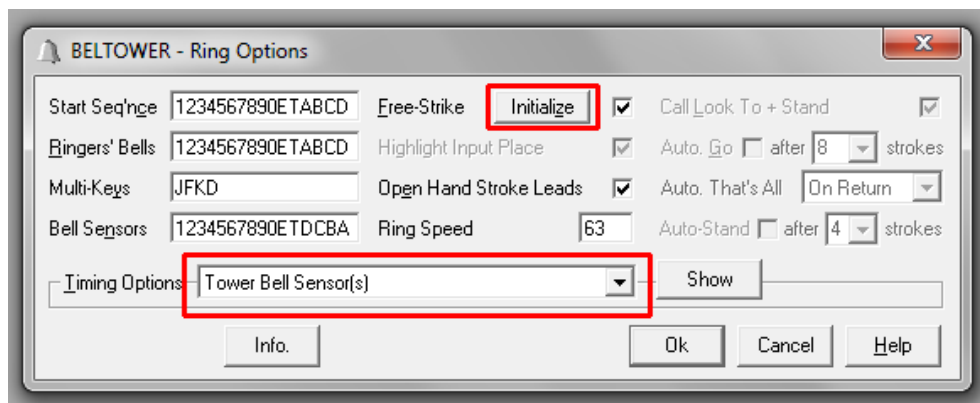 BELTOWER - Ring Options
Start Seq'nce 1234567890ETABCD Free-Strike Initialize Call Look To + Stand
Ringers' Bells 1234567890ETABCD Highlight Input Place Auto. Go after 8 strokes
Multi-Keys JFKD Open Hand Stroke Leads Auto. That's All On Return
Bell Sensors 1234567890ETDCBA Ring Speed 63 Auto-Stand after 4 strokes
Timing Options Tower Bell Sensor(s) Show
Info. Ok Cancel Help